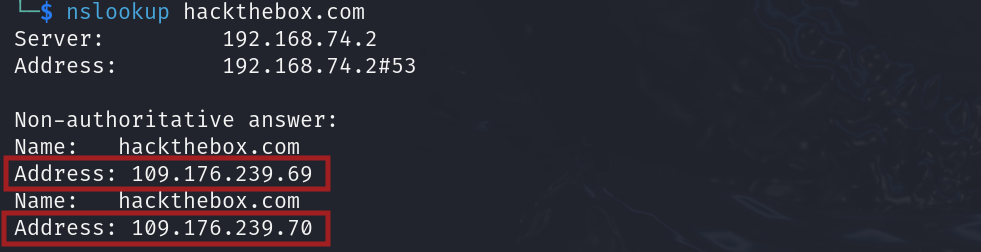 └─$ nslookup hackthebox.com
Server:         192.168.74.2
Address:        192.168.74.2#53

Non-authoritative answer:
Name:   hackthebox.com
Address: 109.176.239.69
Name:   hackthebox.com
Address: 109.176.239.70